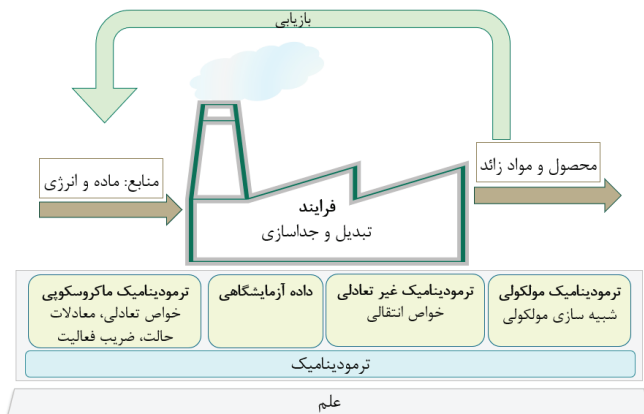 بازیابی
محصول و مواد زائد
منابع: ماده و انرژی
فرایند
تبدیل و جداسازی
ترمودینامیک مولکولی
شبیه سازی مولکولی
ترمودینامیک غیر تعادلی
خواص انتقالی
داده آزمایشگاهی
ترمودینامیک ماکروسکوپی
خواص تعادلی، معادلات
حالت، ضریب فعالیت
ترمودینامیک
علم